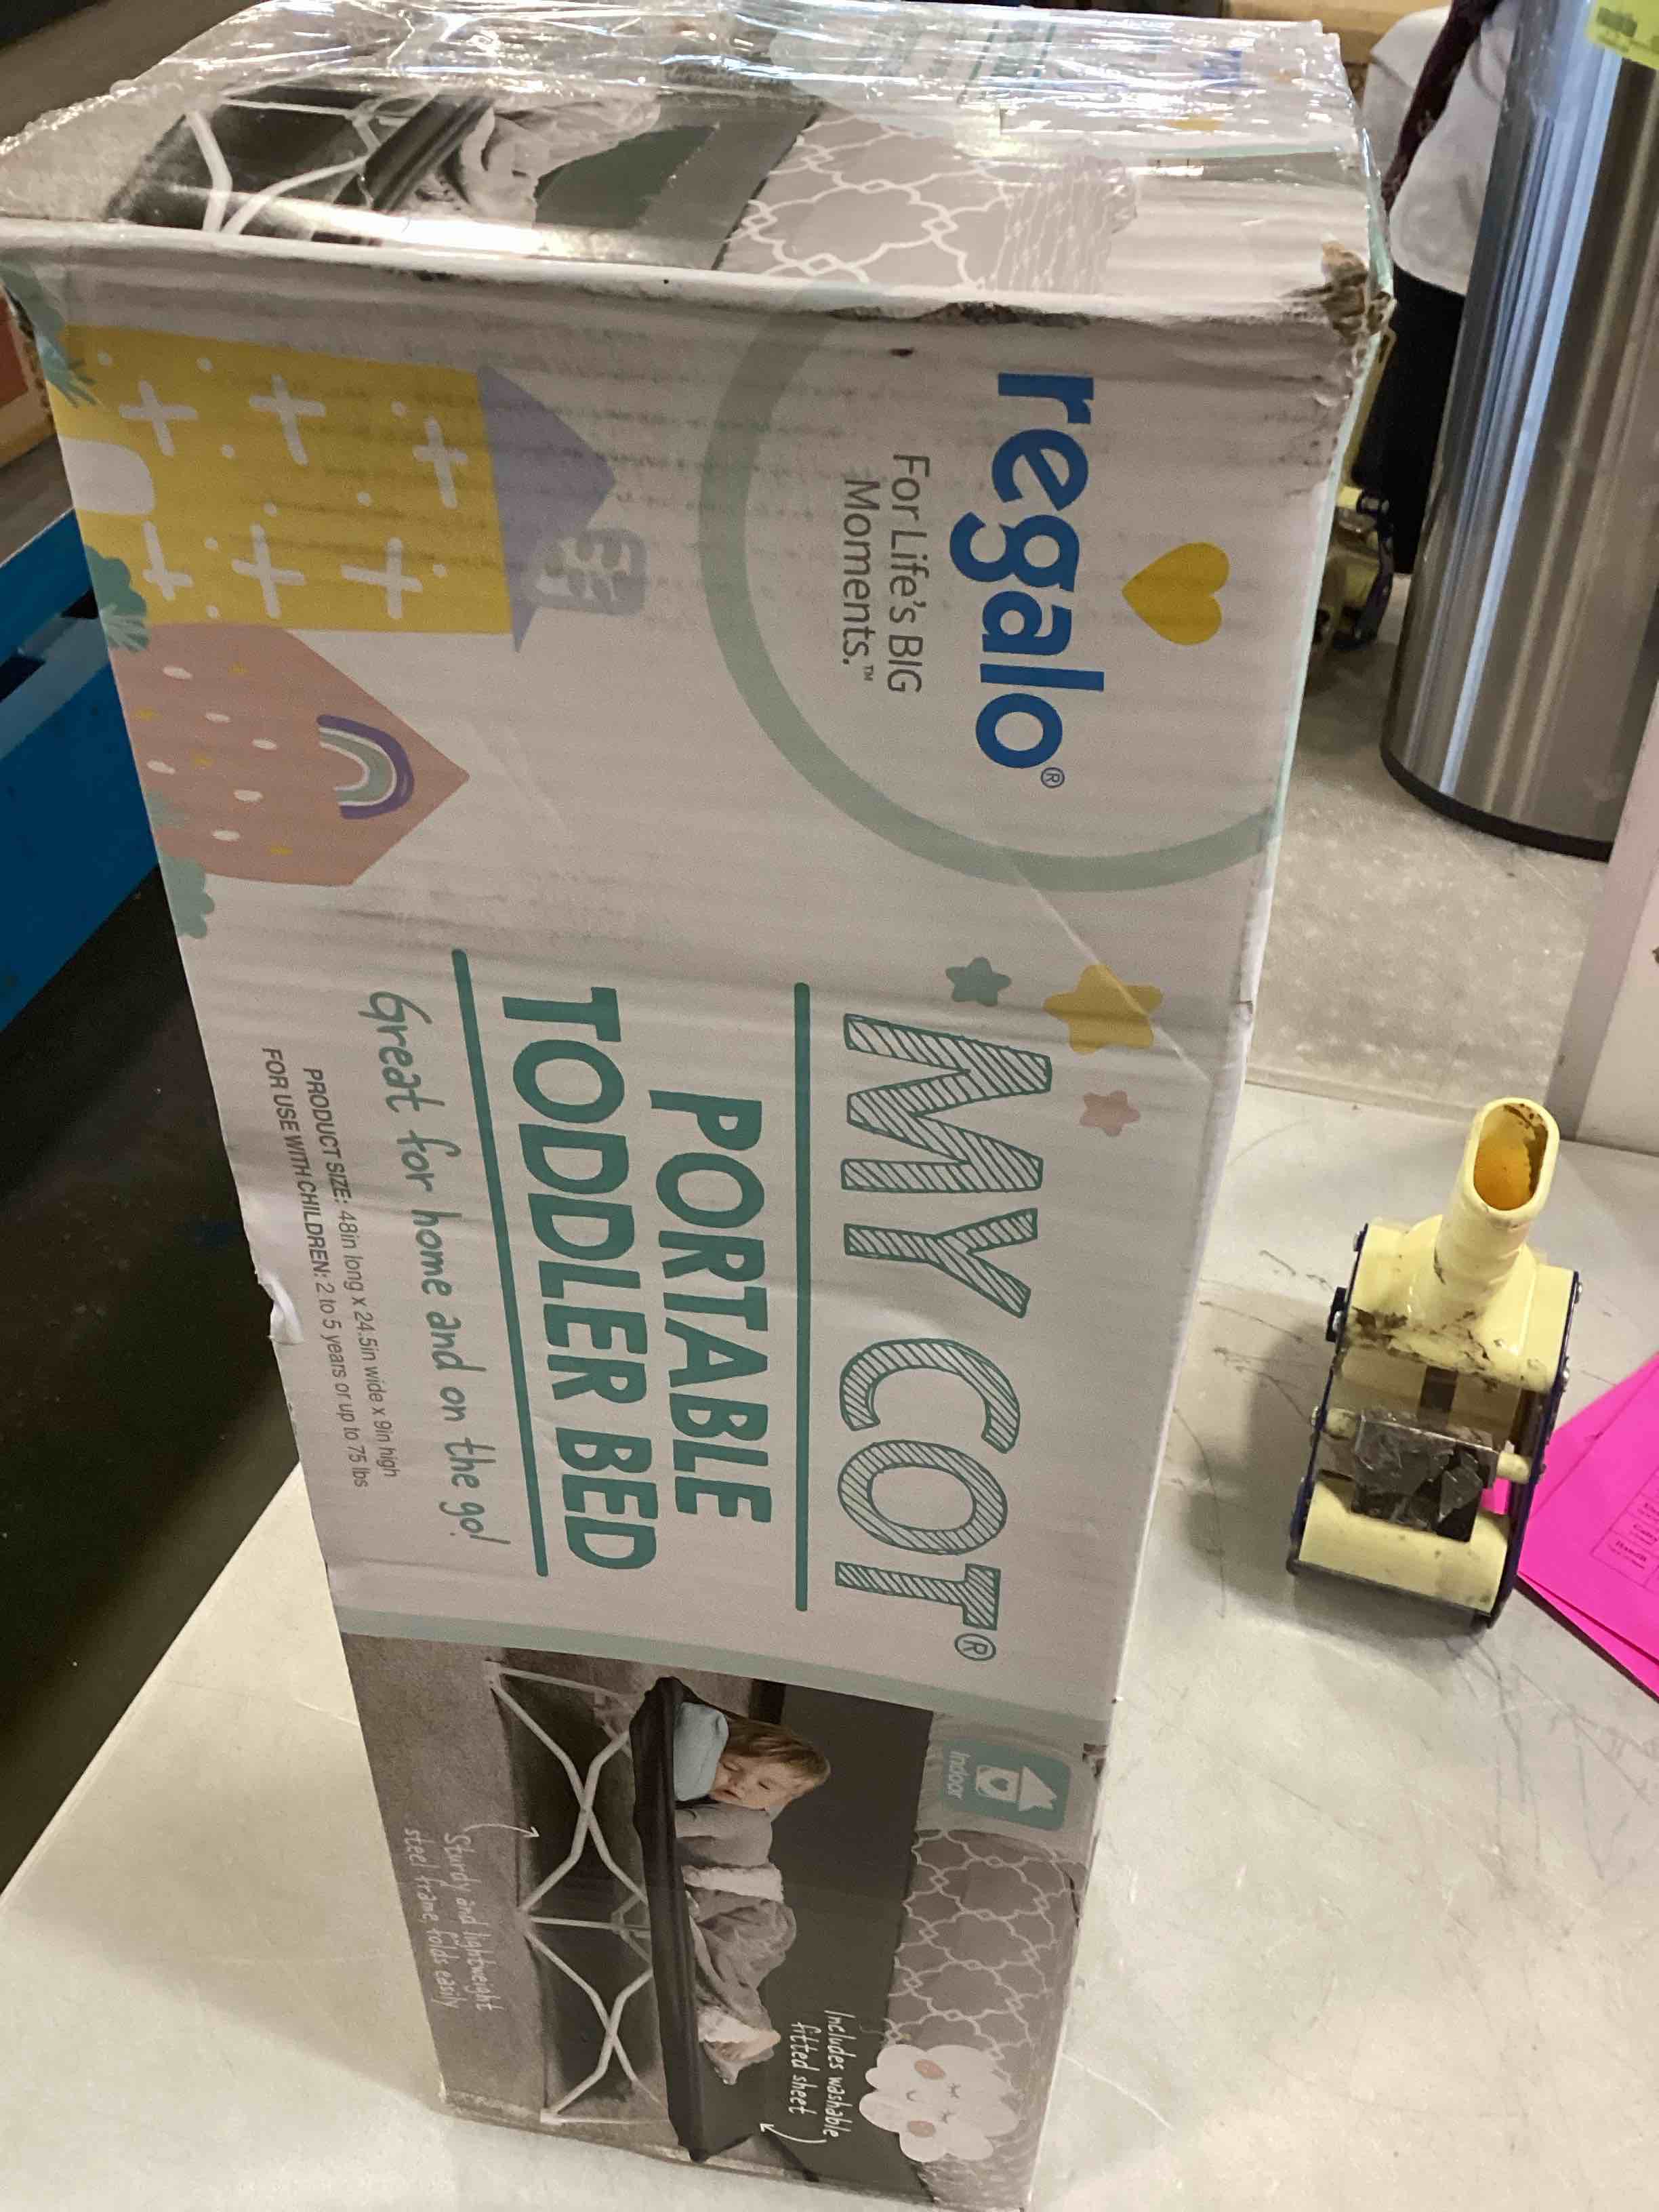 regalo®
For Life's BIG
Moments.™
MY COT®
PORTABLE
TODDLER BED
Great for home and on the go!
PRODUCT SIZE: 48in long x 24.5in wide x 9in high
FOR USE WITH CHILDREN: 2 to 5 years or up to 75 lbs
Indoor
Includes washable
fitted sheet
Sturdy and lightweight
steel frame folds easily